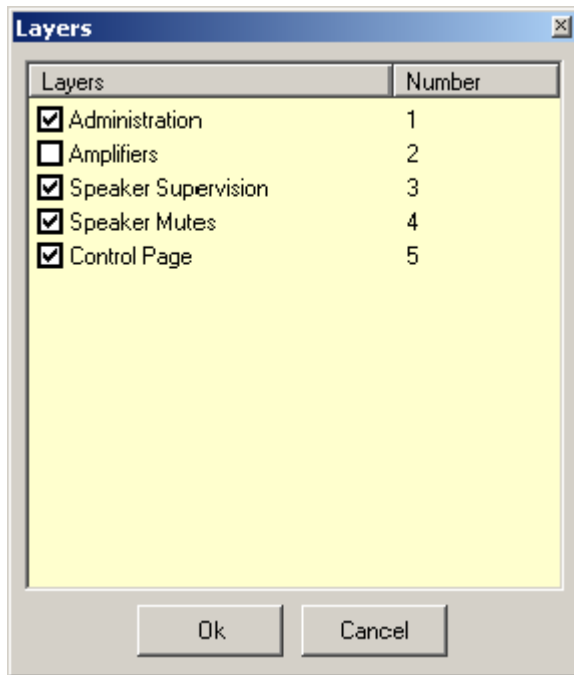 Layers
Layers Number
Administration 1
Amplifiers 2
Speaker Supervision 3
Speaker Mutes 4
Control Page 5
Ok Cancel